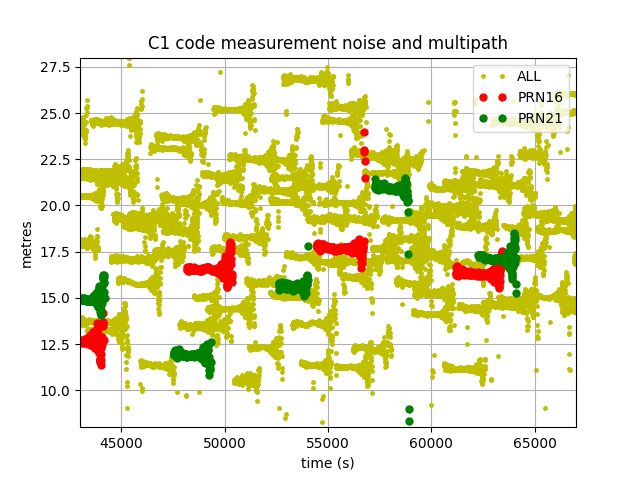 C1 code measurement noise and multipath
27.5
25.0
22.5
20.0
17.5
15.0
12.5
10.0
metres
ALL
PRN16
PRN21
45000
50000
55000
60000
65000
time (s)